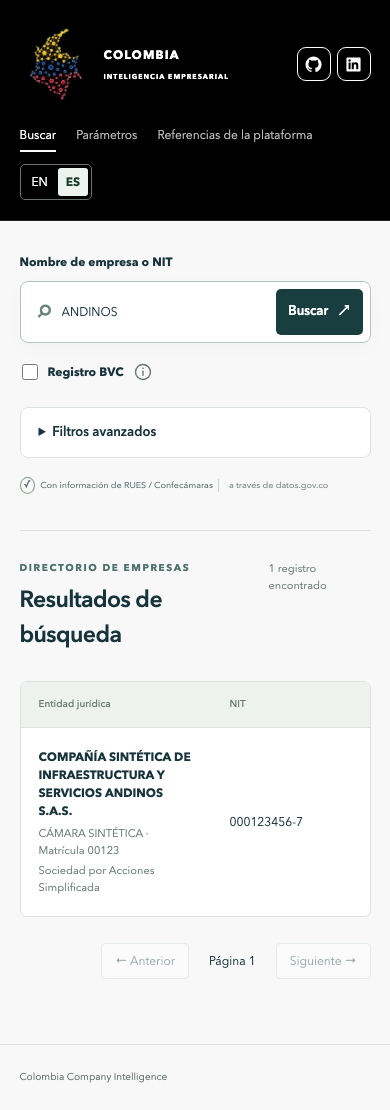 COLOMBIA
INTELIGENCIA EMPRESARIAL
Buscar
Parámetros
Referencias de la plataforma
EN
ES
Nombre de empresa o NIT
ANDINOS
Buscar ↗
Registro BVC
Filtros avanzados
Con información de RUES / Confecámaras
a través de datos.gov.co
DIRECTORIO DE EMPRESAS
Resultados de
búsqueda
1 registro
encontrado
Entidad jurídica
NIT
COMPAÑÍA SINTÉTICA DE
INFRAESTRUCTURA Y
SERVICIOS ANDINOS
S.A.S.
CÁMARA SINTÉTICA ·
Matrícula 00123
Sociedad por Acciones
Simplificada
000123456-7
← Anterior
Página 1
Siguiente →
Colombia Company Intelligence